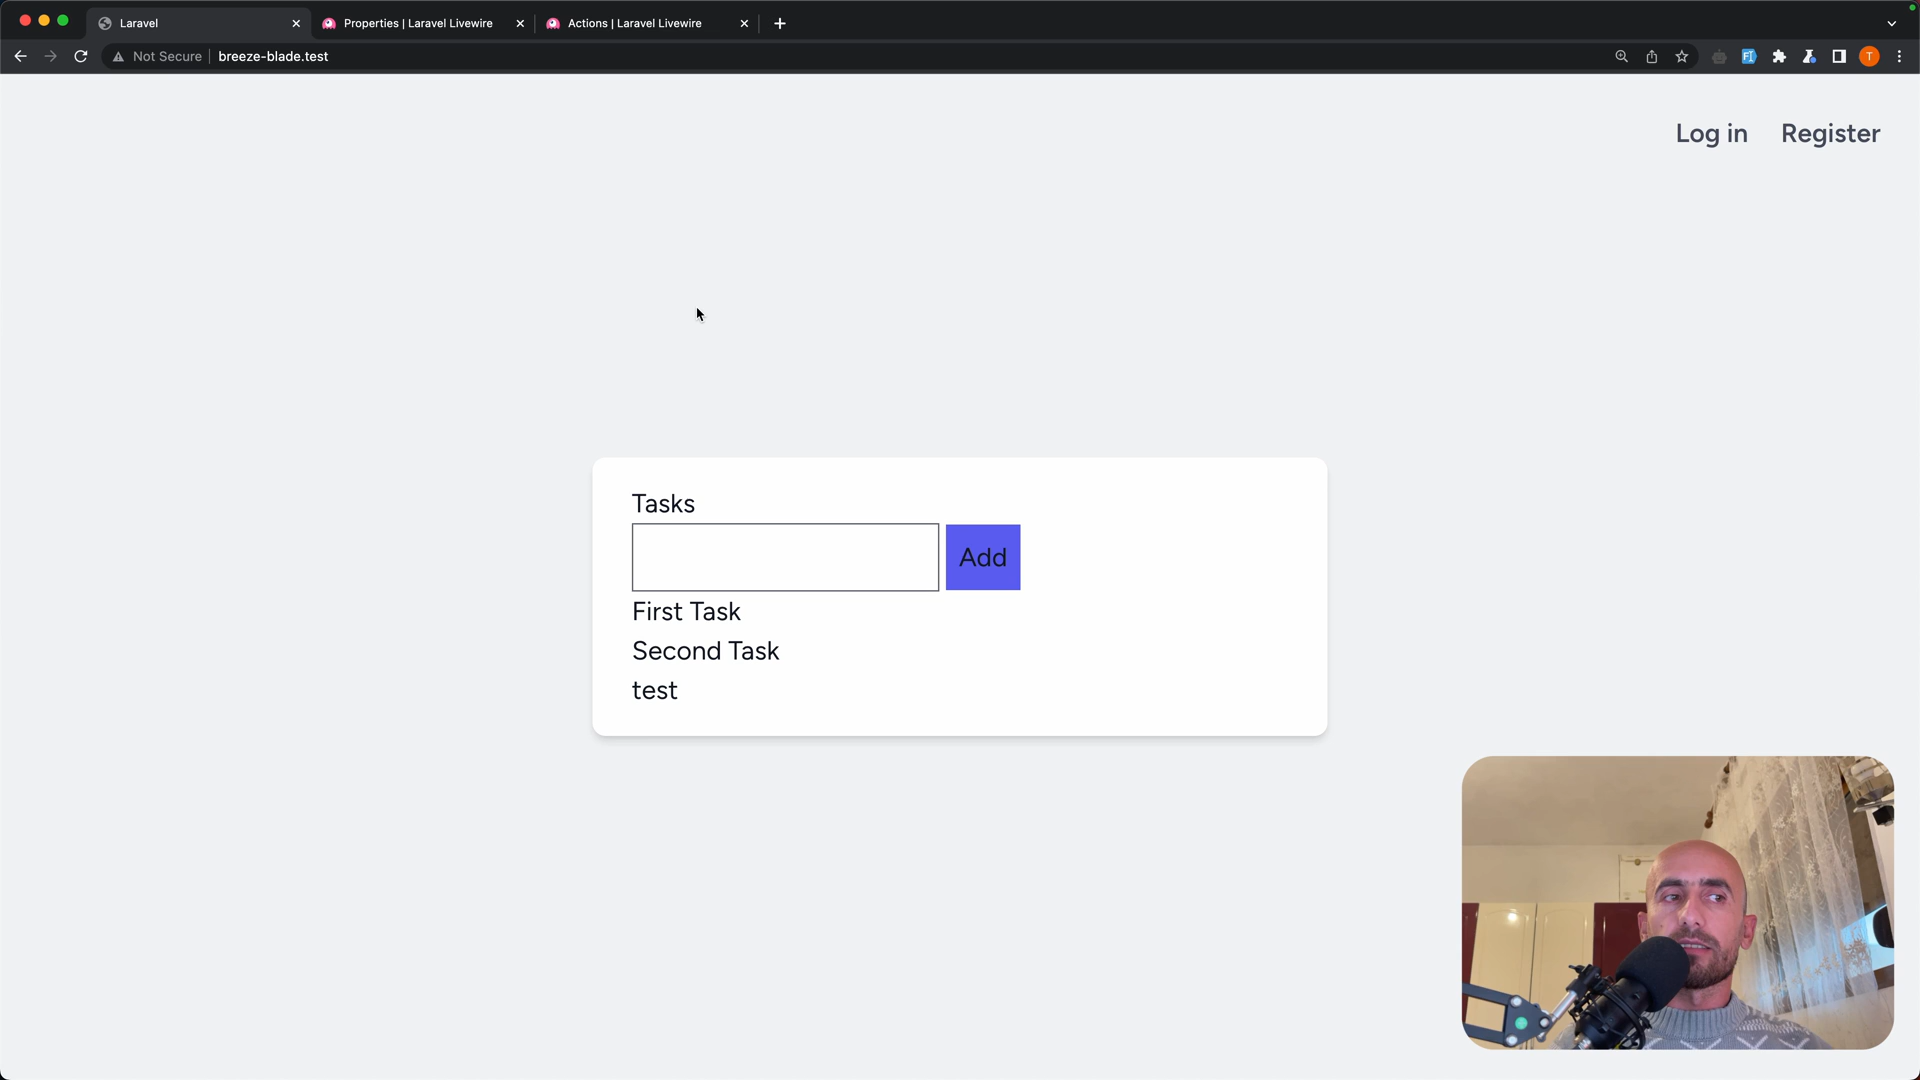 Laravel
Properties | Laravel Livewire
Actions | Laravel Livewire
Not Secure
breeze-blade.test
T
Log in
Register
Tasks
Add
First Task
Second Task
test